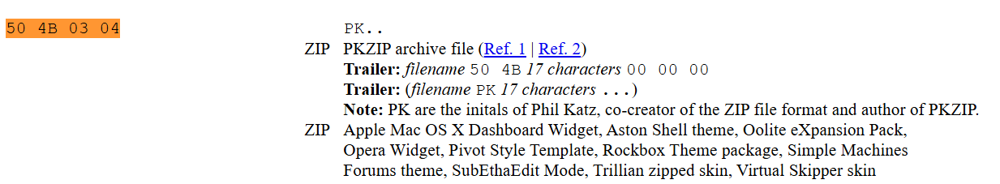 50 4B 03 04 PK..
ZIP PKZIP archive file (Ref. 1 | Ref. 2)
Trailer: filename 50 4B 17 characters 00 00 00
Trailer: (filename PK 17 characters ...)
Note: PK are the initals of Phil Katz, co-creator of the ZIP file format and author of PKZIP.
ZIP Apple Mac OS X Dashboard Widget, Aston Shell theme, Oolite eXpansion Pack,
Opera Widget, Pivot Style Template, Rockbox Theme package, Simple Machines
Forums theme, SubEthaEdit Mode, Trillian zipped skin, Virtual Skipper skin